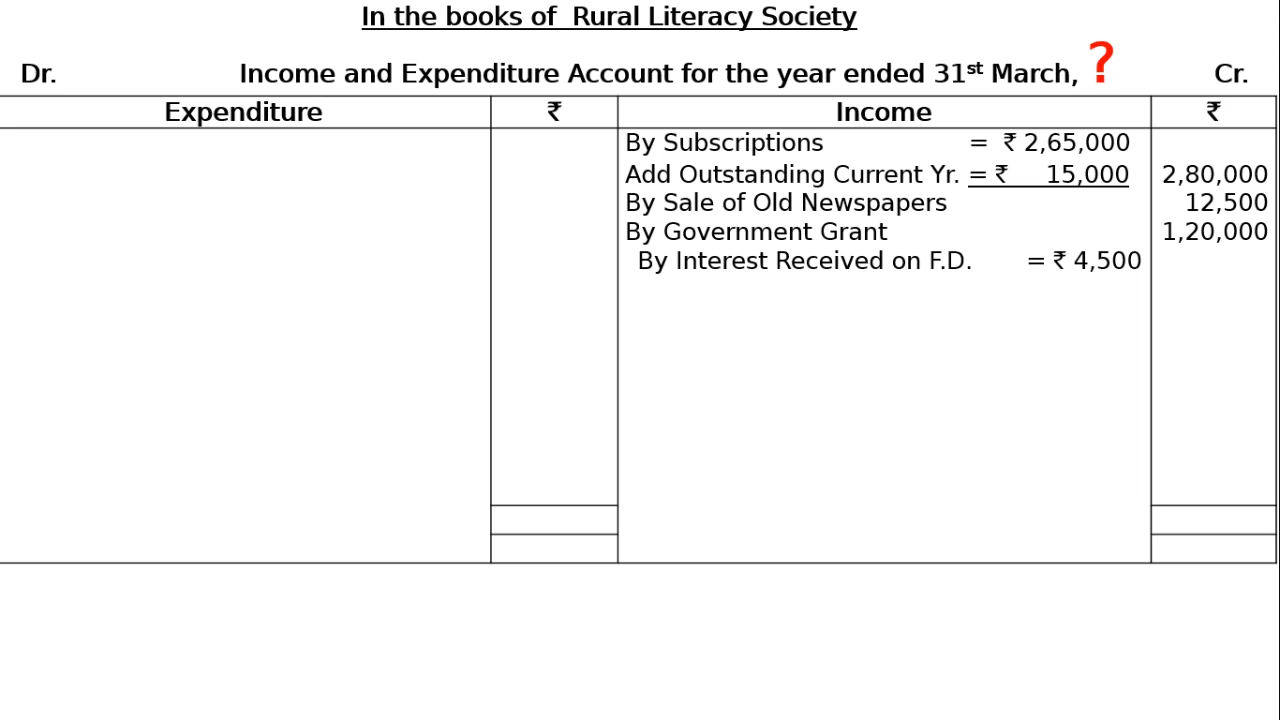 In the books of Rural Literacy Society
Dr. Income and Expenditure Account for the year ended 31st March, ? Cr.
Expenditure ₹ Income ₹
By Subscriptions = ₹ 2,65,000
Add Outstanding Current Yr. = ₹ 15,000 2,80,000
By Sale of Old Newspapers 12,500
By Government Grant 1,20,000
By Interest Received on F.D. = ₹ 4,500